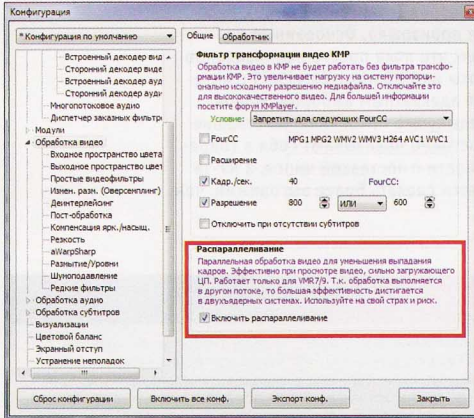 Конфигурация
* Конфигурация по умолчанию
Встроенный декодер вид
Сторонний декодер виде
Встроенный декодер ауд
Сторонний декодер ауди
Многопотоковое аудио
Диспетчер заказных фильтро
Модули
Обработка видео
Входное пространство цвета
Выходное пространство цвет
Простые видеофильтры
Измен. разн. (Оверсемплинг)
Деинтерлейсинг
Пост-обработка
Компенсация ярк./насыщ.
Резкость
aWarpSharp
Размытие/Уровни
Шумоподавление
Редкие фильтры
Обработка аудио
Обработка субтитров
Визуализации
Цветовой баланс
Экранный отступ
Устранение неполадок
Общие Обработчик
Фильтр трансформации видео KMP
Обработка видео в KMP не будет работать без фильтра трансфо-
рмации KMP. Это увеличивает нагрузку на систему пропорци-
онально исходному разрешению медиафайла. Отключайте это
для высококачественного видео. Для большей информации
посетите форум KMPlayer.
Условие: Запретить для следующих FourCC
FourCC MPG1 MPG2 WMV2 WMV3 H264 AVC1 WVC1
Расширение
Кадр./сек. 40 FourCC:
Разрешение 800 ИЛИ 600
Отключить при отсутствии субтитров
Распараллеливание
Параллельная обработка видео для уменьшения выпадания
кадров. Эффективно при просмотре видео, сильно загружающего
ЦП. Работает только для VMR7/9. Т.к. обработка выполняется
в другом потоке, то большая эффективность дистигается
в двухъядерных системах. Используйте на свой страх и риск.
Включить распараллеливание
Сброс конфигурации Включить все конф. Экспорт конф. Закрыть